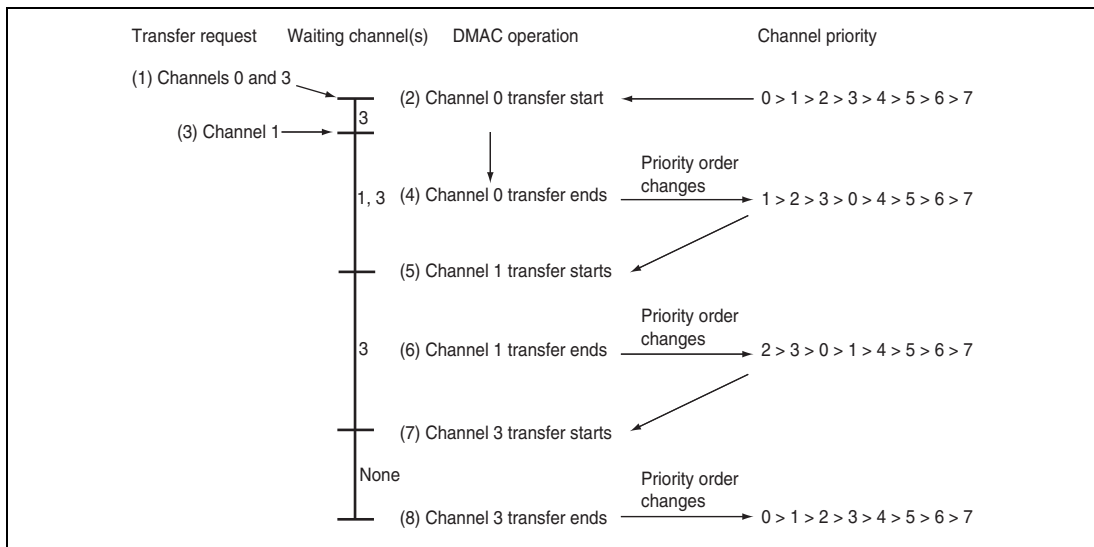 Transfer request Waiting channel(s) DMAC operation Channel priority
(1) Channels 0 and 3
(2) Channel 0 transfer start 0 > 1 > 2 > 3 > 4 > 5 > 6 > 7
3
(3) Channel 1
Priority order
changes
1, 3 (4) Channel 0 transfer ends 1 > 2 > 3 > 0 > 4 > 5 > 6 > 7
(5) Channel 1 transfer starts
Priority order
changes
3 (6) Channel 1 transfer ends 2 > 3 > 0 > 1 > 4 > 5 > 6 > 7
(7) Channel 3 transfer starts
None
Priority order
changes
(8) Channel 3 transfer ends 0 > 1 > 2 > 3 > 4 > 5 > 6 > 7